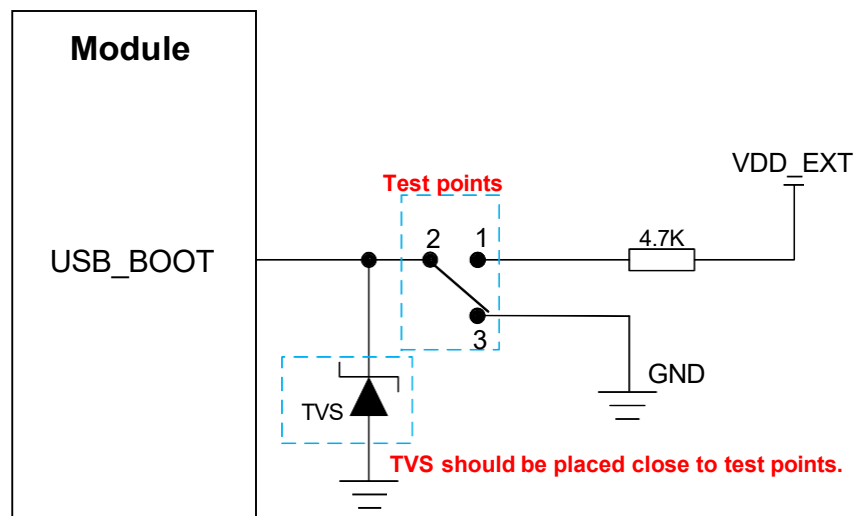 Module
VDD_EXT
Test points
2 1
4.7K
USB_BOOT
3
GND
TVS
TVS should be placed close to test points.